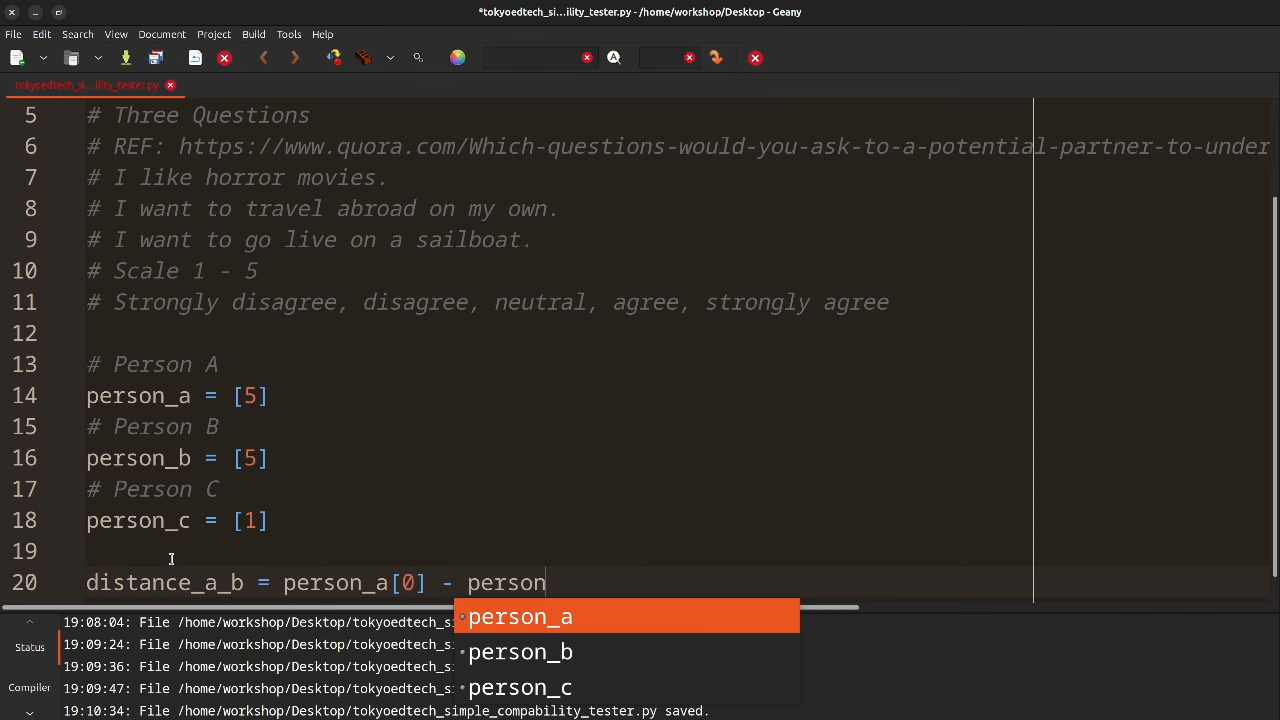 *tokyoedtech_si...ility_tester.py - /home/workshop/Desktop - Geany
File Edit Search View Document Project Build Tools Help
tokyoedtech_si...ility_tester.py
5 # Three Questions
6 # REF: https://www.quora.com/Which-questions-would-you-ask-to-a-potential-partner-to-under
7 # I like horror movies.
8 # I want to travel abroad on my own.
9 # I want to go live on a sailboat.
10 # Scale 1 - 5
11 # Strongly disagree, disagree, neutral, agree, strongly agree
12
13 # Person A
14 person_a = [5]
15 # Person B
16 person_b = [5]
17 # Person C
18 person_c = [1]
19
20 distance_a_b = person_a[0] - person
person_a
person_b
person_c
Status
Compiler
19:08:04: File /home/workshop/Desktop/tokyoedtech_s
19:09:24: File /home/workshop/Desktop/tokyoedtech_s
19:09:36: File /home/workshop/Desktop/tokyoedtech_s
19:09:47: File /home/workshop/Desktop/tokyoedtech_s
19:10:34: File /home/workshop/Desktop/tokyoedtech_simple_compability_tester.py saved.